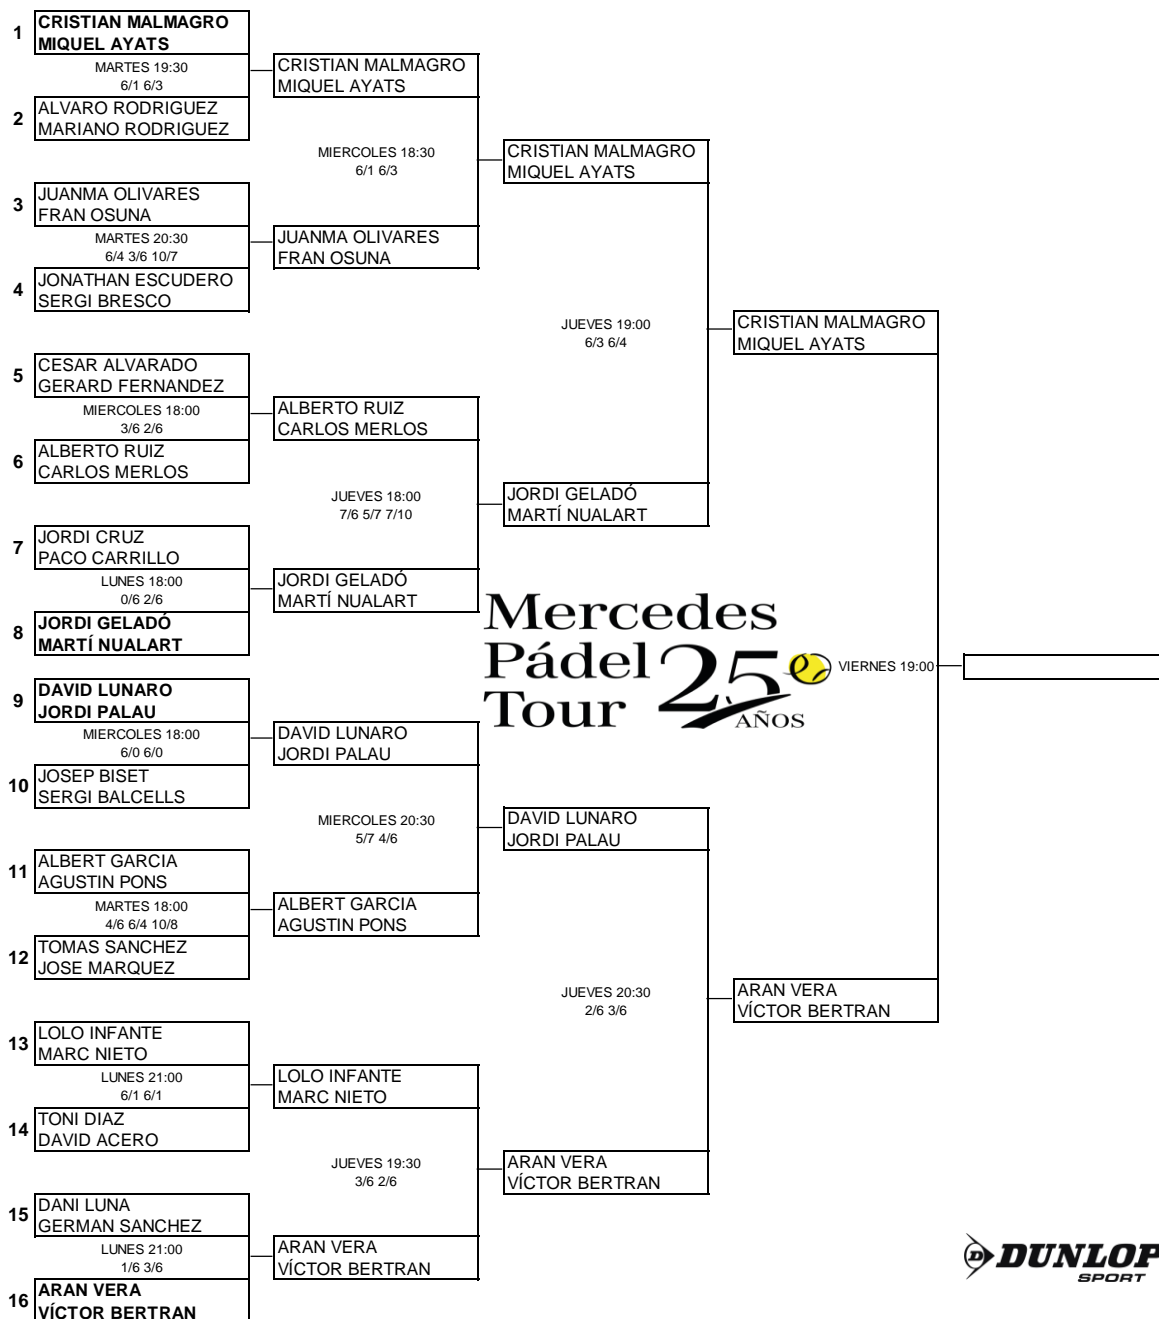 1
CRISTIAN MALMAGRO
MIQUEL AYATS
MARTES 19:30
6/1 6/3
2
ALVARO RODRIGUEZ
MARIANO RODRIGUEZ
3
JUANMA OLIVARES
FRAN OSUNA
MARTES 20:30
6/4 3/6 10/7
4
JONATHAN ESCUDERO
SERGI BRESCO
5
CESAR ALVARADO
GERARD FERNANDEZ
MIERCOLES 18:00
3/6 2/6
6
ALBERTO RUIZ
CARLOS MERLOS
7
JORDI CRUZ
PACO CARRILLO
LUNES 18:00
0/6 2/6
8
JORDI GELADÓ
MARTÍ NUALART
9
DAVID LUNARO
JORDI PALAU
MIERCOLES 18:00
6/0 6/0
10
JOSEP BISET
SERGI BALCELLS
11
ALBERT GARCIA
AGUSTIN PONS
MARTES 18:00
4/6 6/4 10/8
12
TOMAS SANCHEZ
JOSE MARQUEZ
13
LOLO INFANTE
MARC NIETO
LUNES 21:00
6/1 6/1
14
TONI DIAZ
DAVID ACERO
15
DANI LUNA
GERMAN SANCHEZ
LUNES 21:00
1/6 3/6
16
ARAN VERA
VÍCTOR BERTRAN
CRISTIAN MALMAGRO
MIQUEL AYATS
MIERCOLES 18:30
6/1 6/3
JUANMA OLIVARES
FRAN OSUNA
ALBERTO RUIZ
CARLOS MERLOS
JUEVES 18:00
7/6 5/7 7/10
JORDI GELADÓ
MARTÍ NUALART
DAVID LUNARO
JORDI PALAU
MIERCOLES 20:30
5/7 4/6
ALBERT GARCIA
AGUSTIN PONS
LOLO INFANTE
MARC NIETO
JUEVES 19:30
3/6 2/6
ARAN VERA
VÍCTOR BERTRAN
CRISTIAN MALMAGRO
MIQUEL AYATS
JUEVES 19:00
6/3 6/4
JORDI GELADÓ
MARTÍ NUALART
DAVID LUNARO
JORDI PALAU
JUEVES 20:30
2/6 3/6
ARAN VERA
VÍCTOR BERTRAN
CRISTIAN MALMAGRO
MIQUEL AYATS
VIERNES 19:00
ARAN VERA
VÍCTOR BERTRAN
Mercedes
Pádel
Tour
25
AÑOS
D
DUNLOP
SPORT